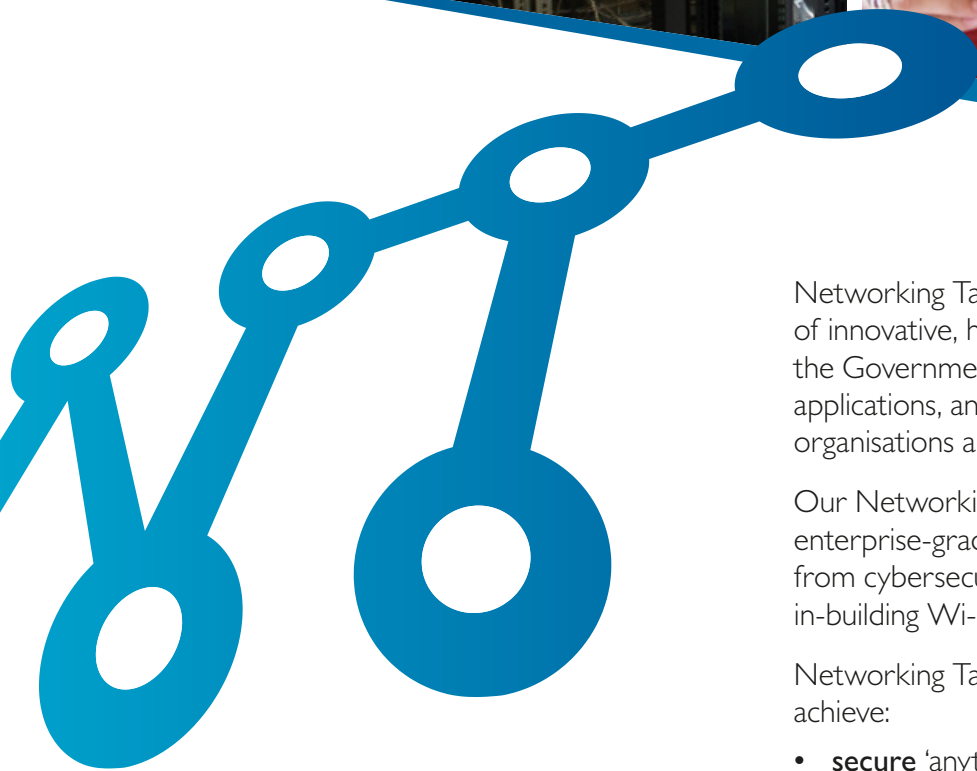 Networking Ta
of innovative, h
the Governme
applications, an
organisations a
Our Networki
enterprise-grad
from cybersecu
in-building Wi-
Networking Ta
achieve:
• secure ‘anyt